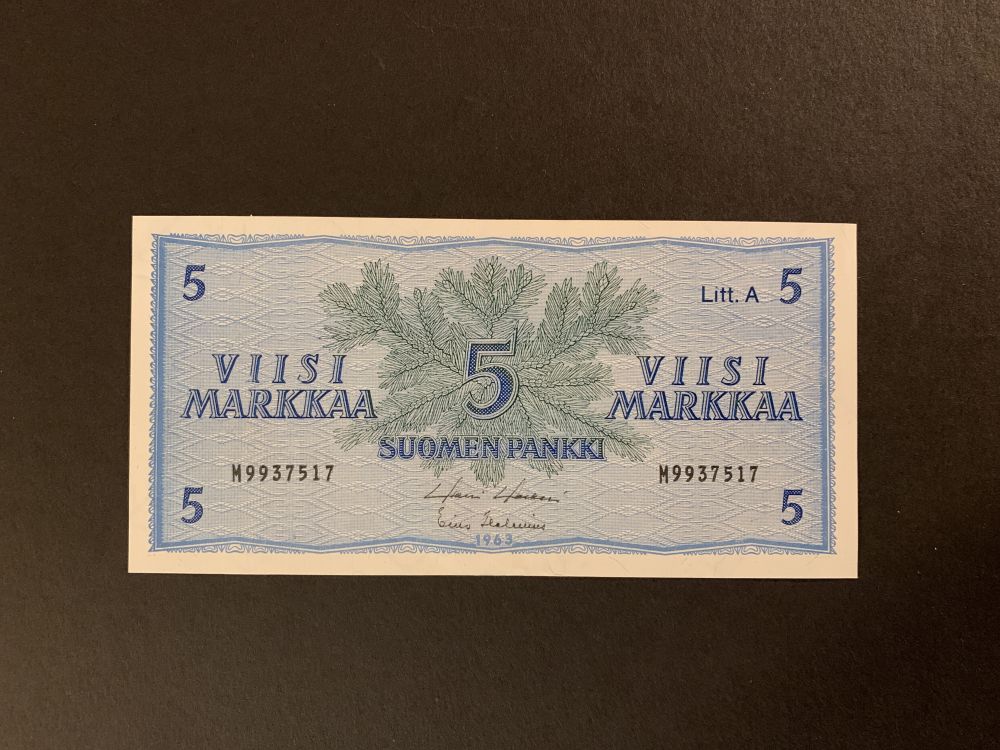 5 Litt. A 5
VIISI VIISI
MARKKAA 5 MARKKAA
SUOMEN PANKKI
M9937517 M9937517
5 5
1963